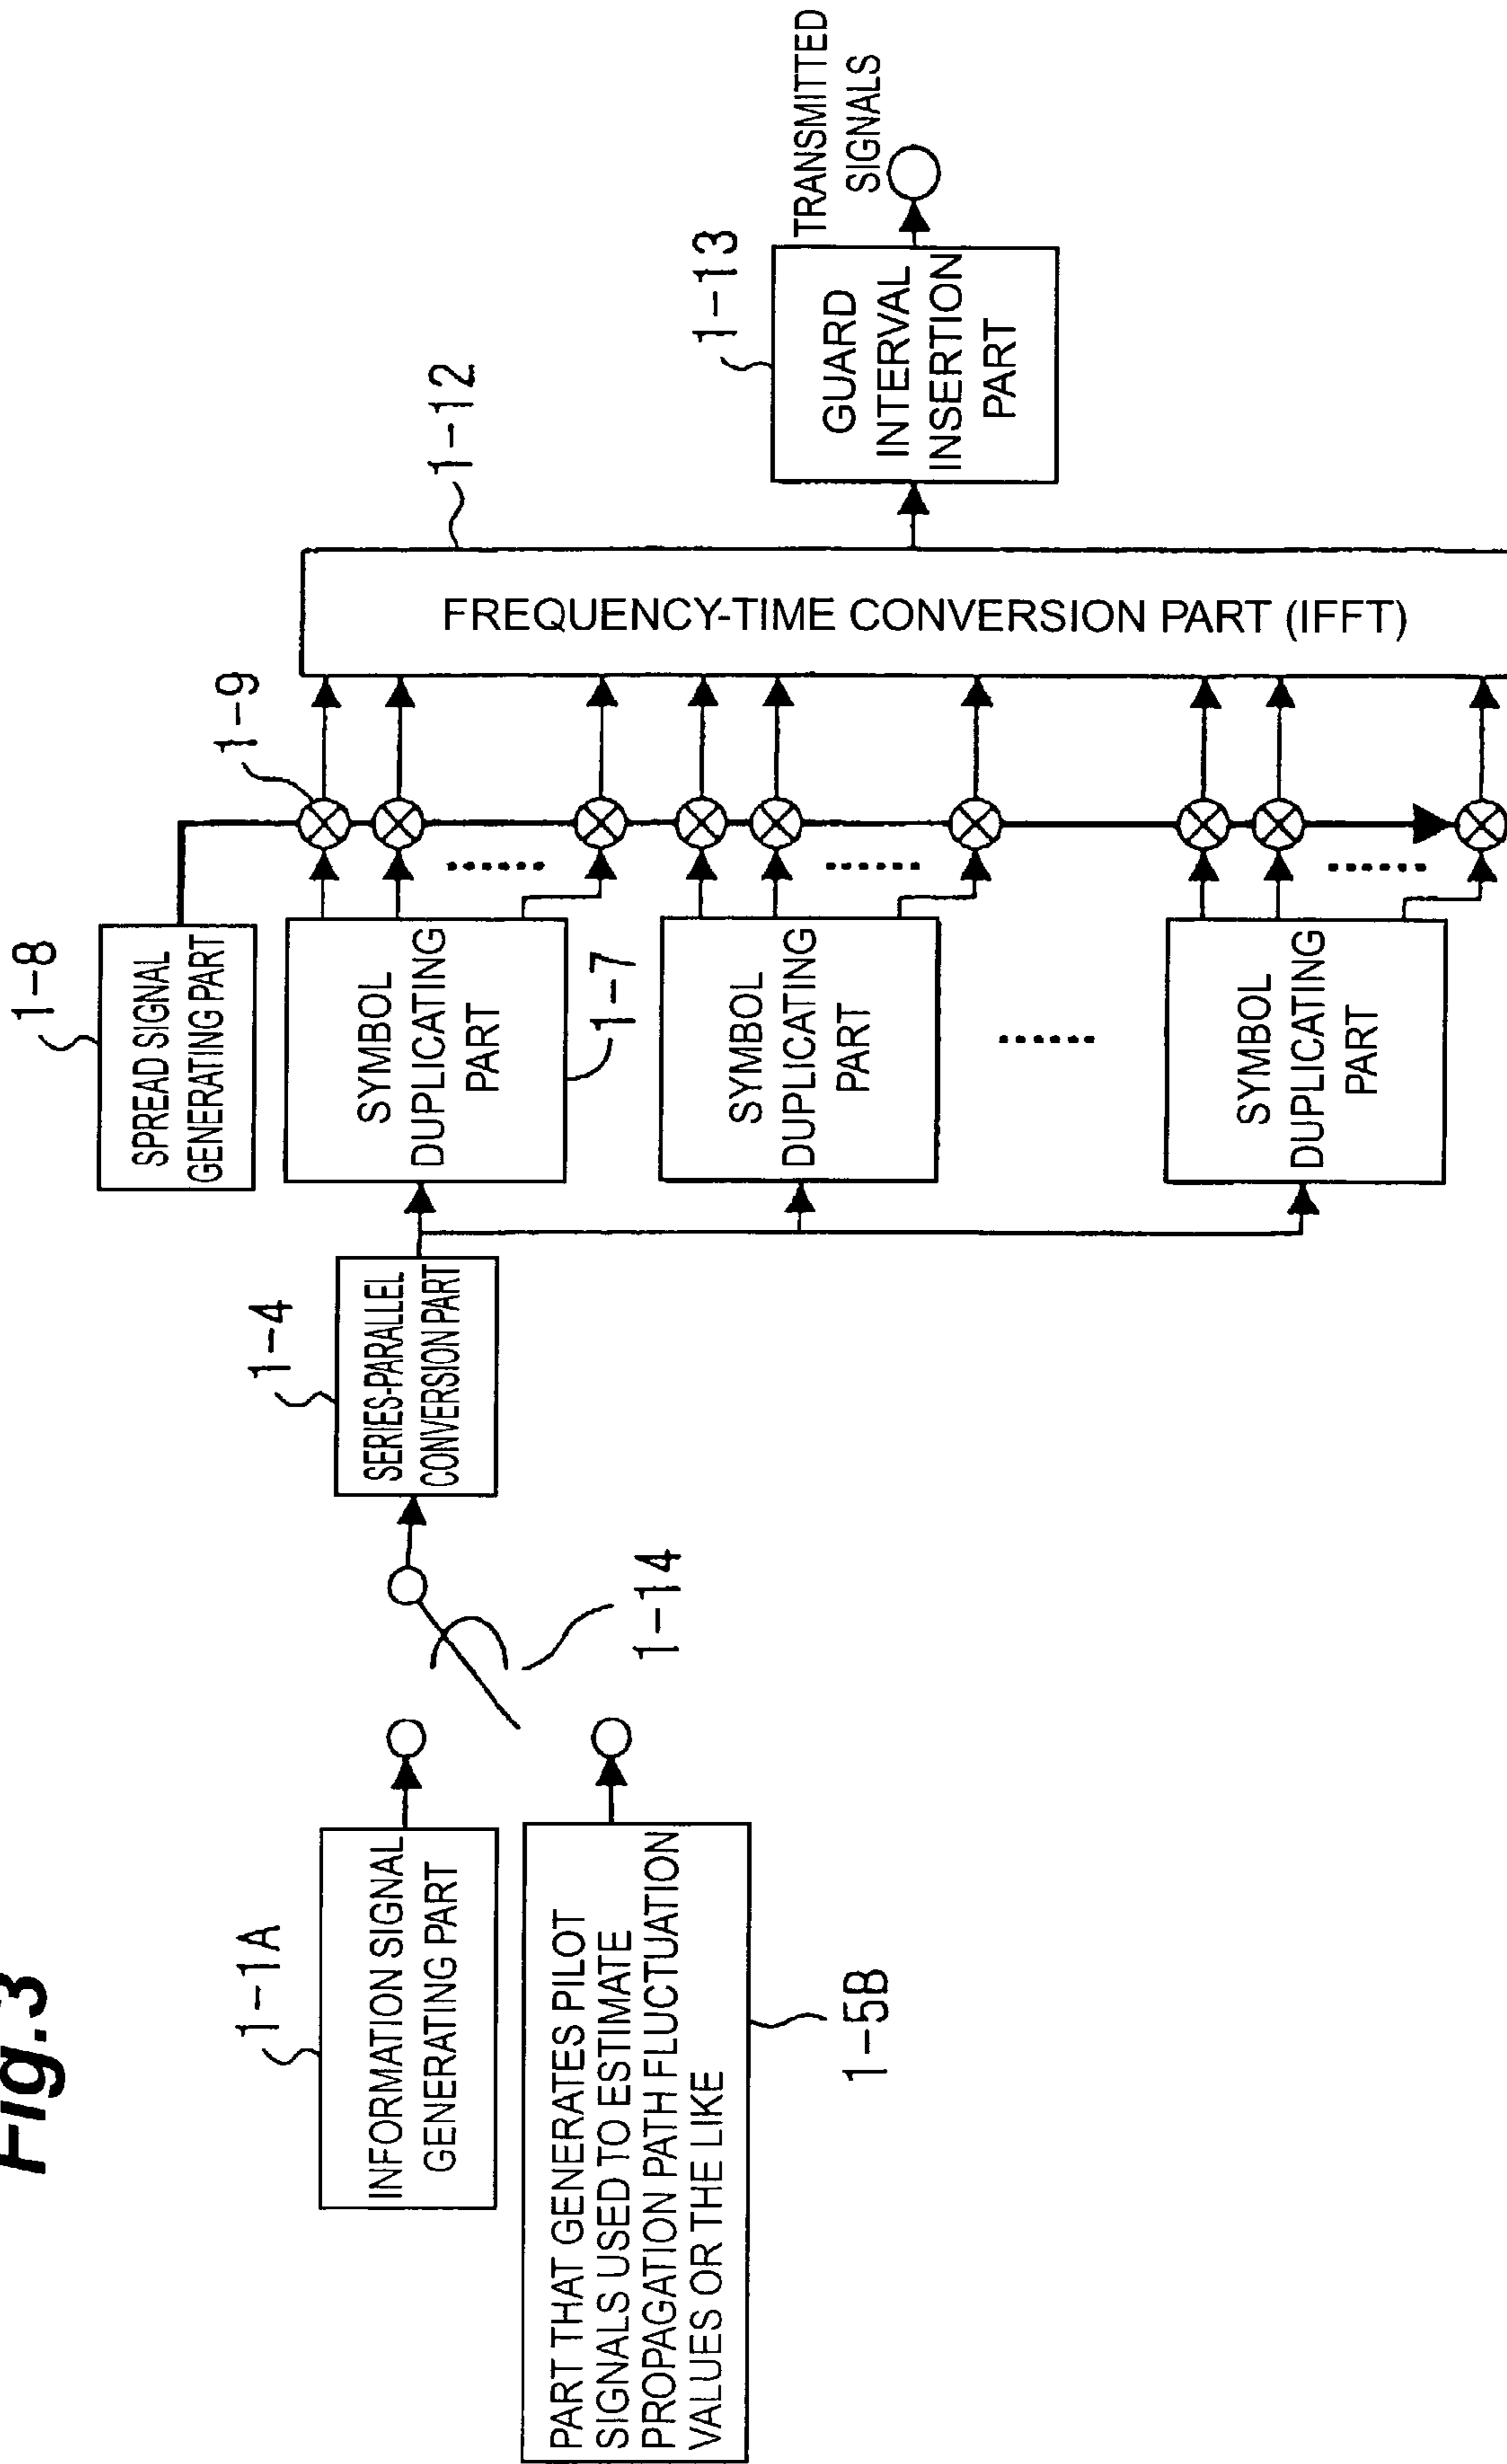 Fig.3
1-1A
INFORMATION SIGNAL
GENERATING PART
PART THAT GENERATES PILOT
SIGNALS USED TO ESTIMATE
PROPAGATION PATH FLUCTUATION
VALUES OR THE LIKE
1-5B
1-14
1-4
SERIES-PARALLEL
CONVERSION PART
1-8
SPREAD SIGNAL
GENERATING PART
SYMBOL
DUPLICATING
PART
1-7
SYMBOL
DUPLICATING
PART
SYMBOL
DUPLICATING
PART
1-9
1-12
FREQUENCY-TIME CONVERSION PART (IFFT)
1-13
GUARD
INTERVAL
INSERTION
PART
TRANSMITTED
SIGNALS